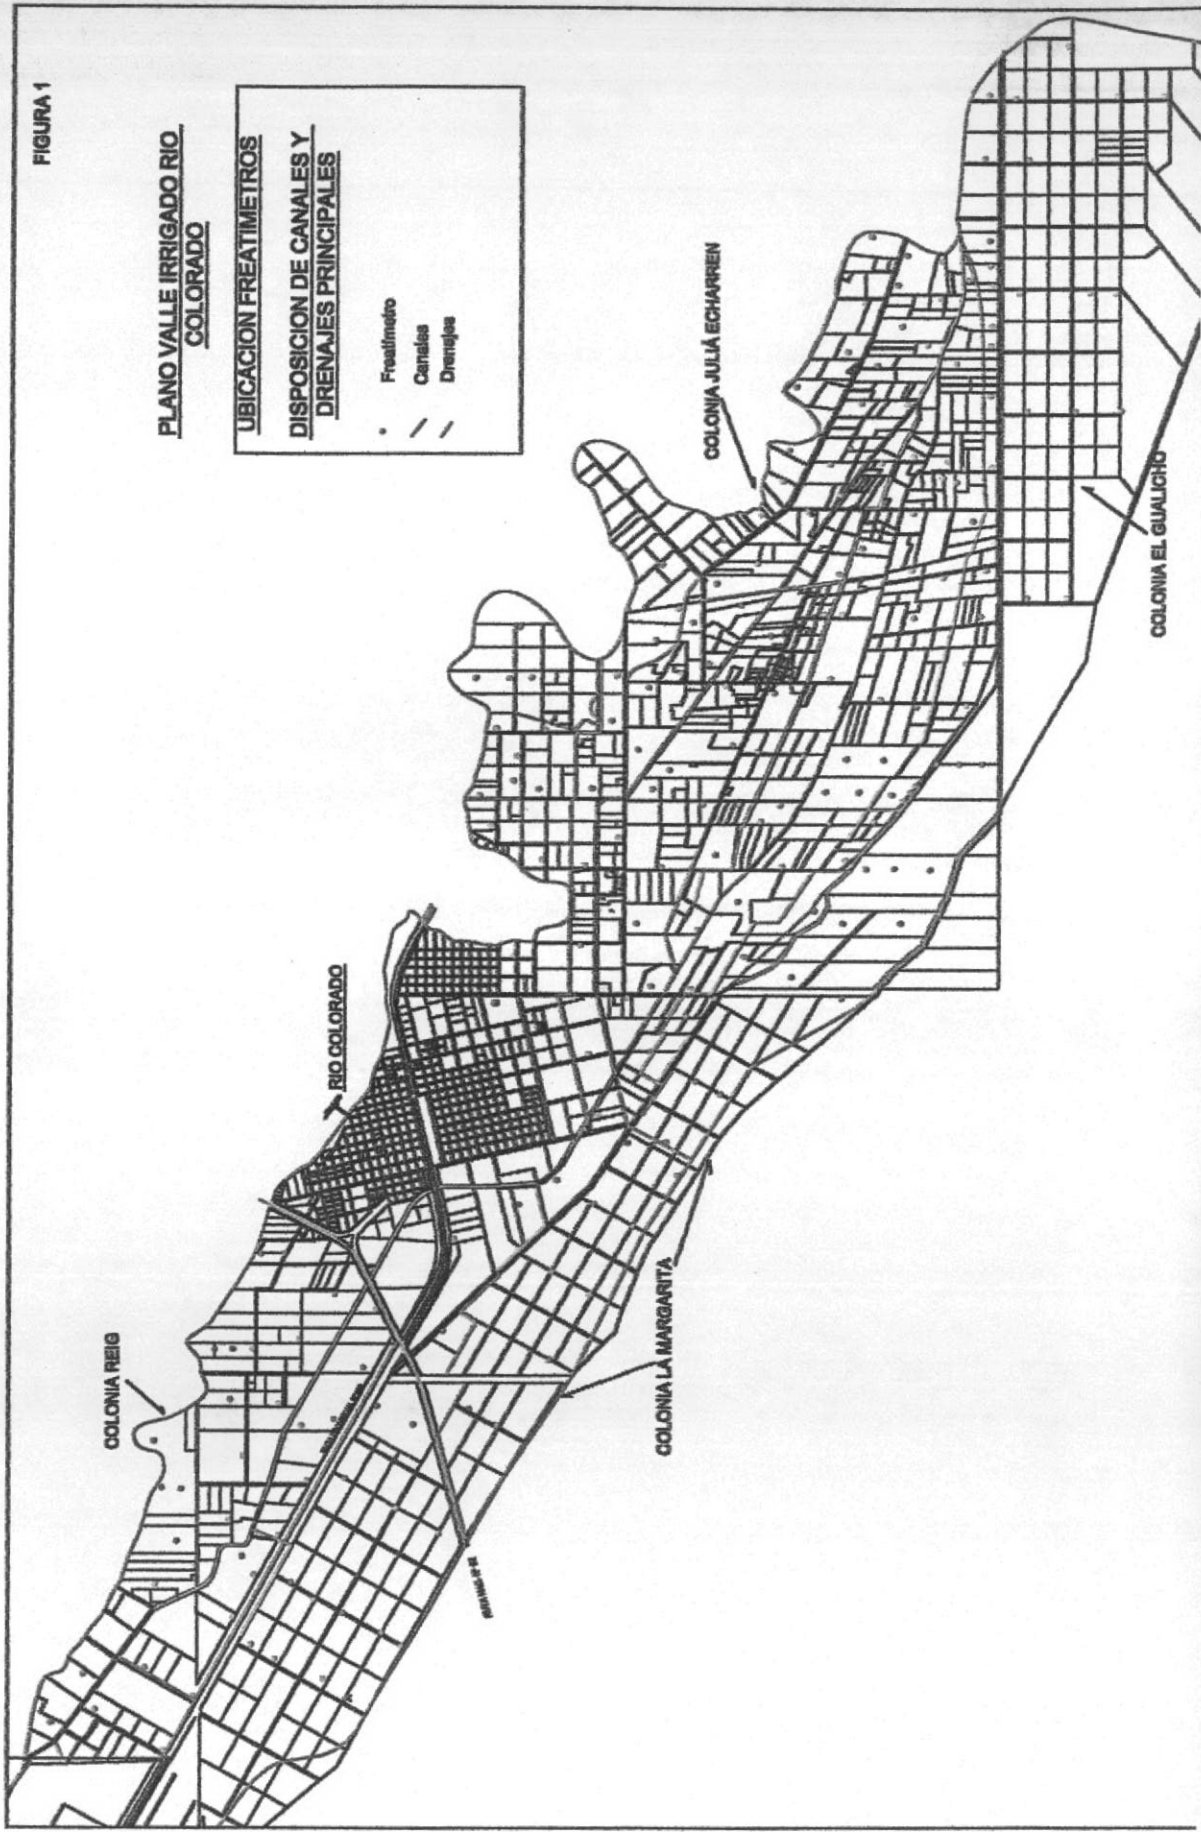 FIGURA 1
PLANO VALLE IRRIGADO RIO
COLORADO
UBICACION FREATIMETROS
DISPOSICION DE CANALES Y
DRENAJES PRINCIPALES
Freatímetro
Canales
Drenajes
COLONIA REIG
RIO COLORADO
COLONIA JULIÁ ECHARREN
COLONIA LA MARGARITA
COLONIA EL GUALICHO